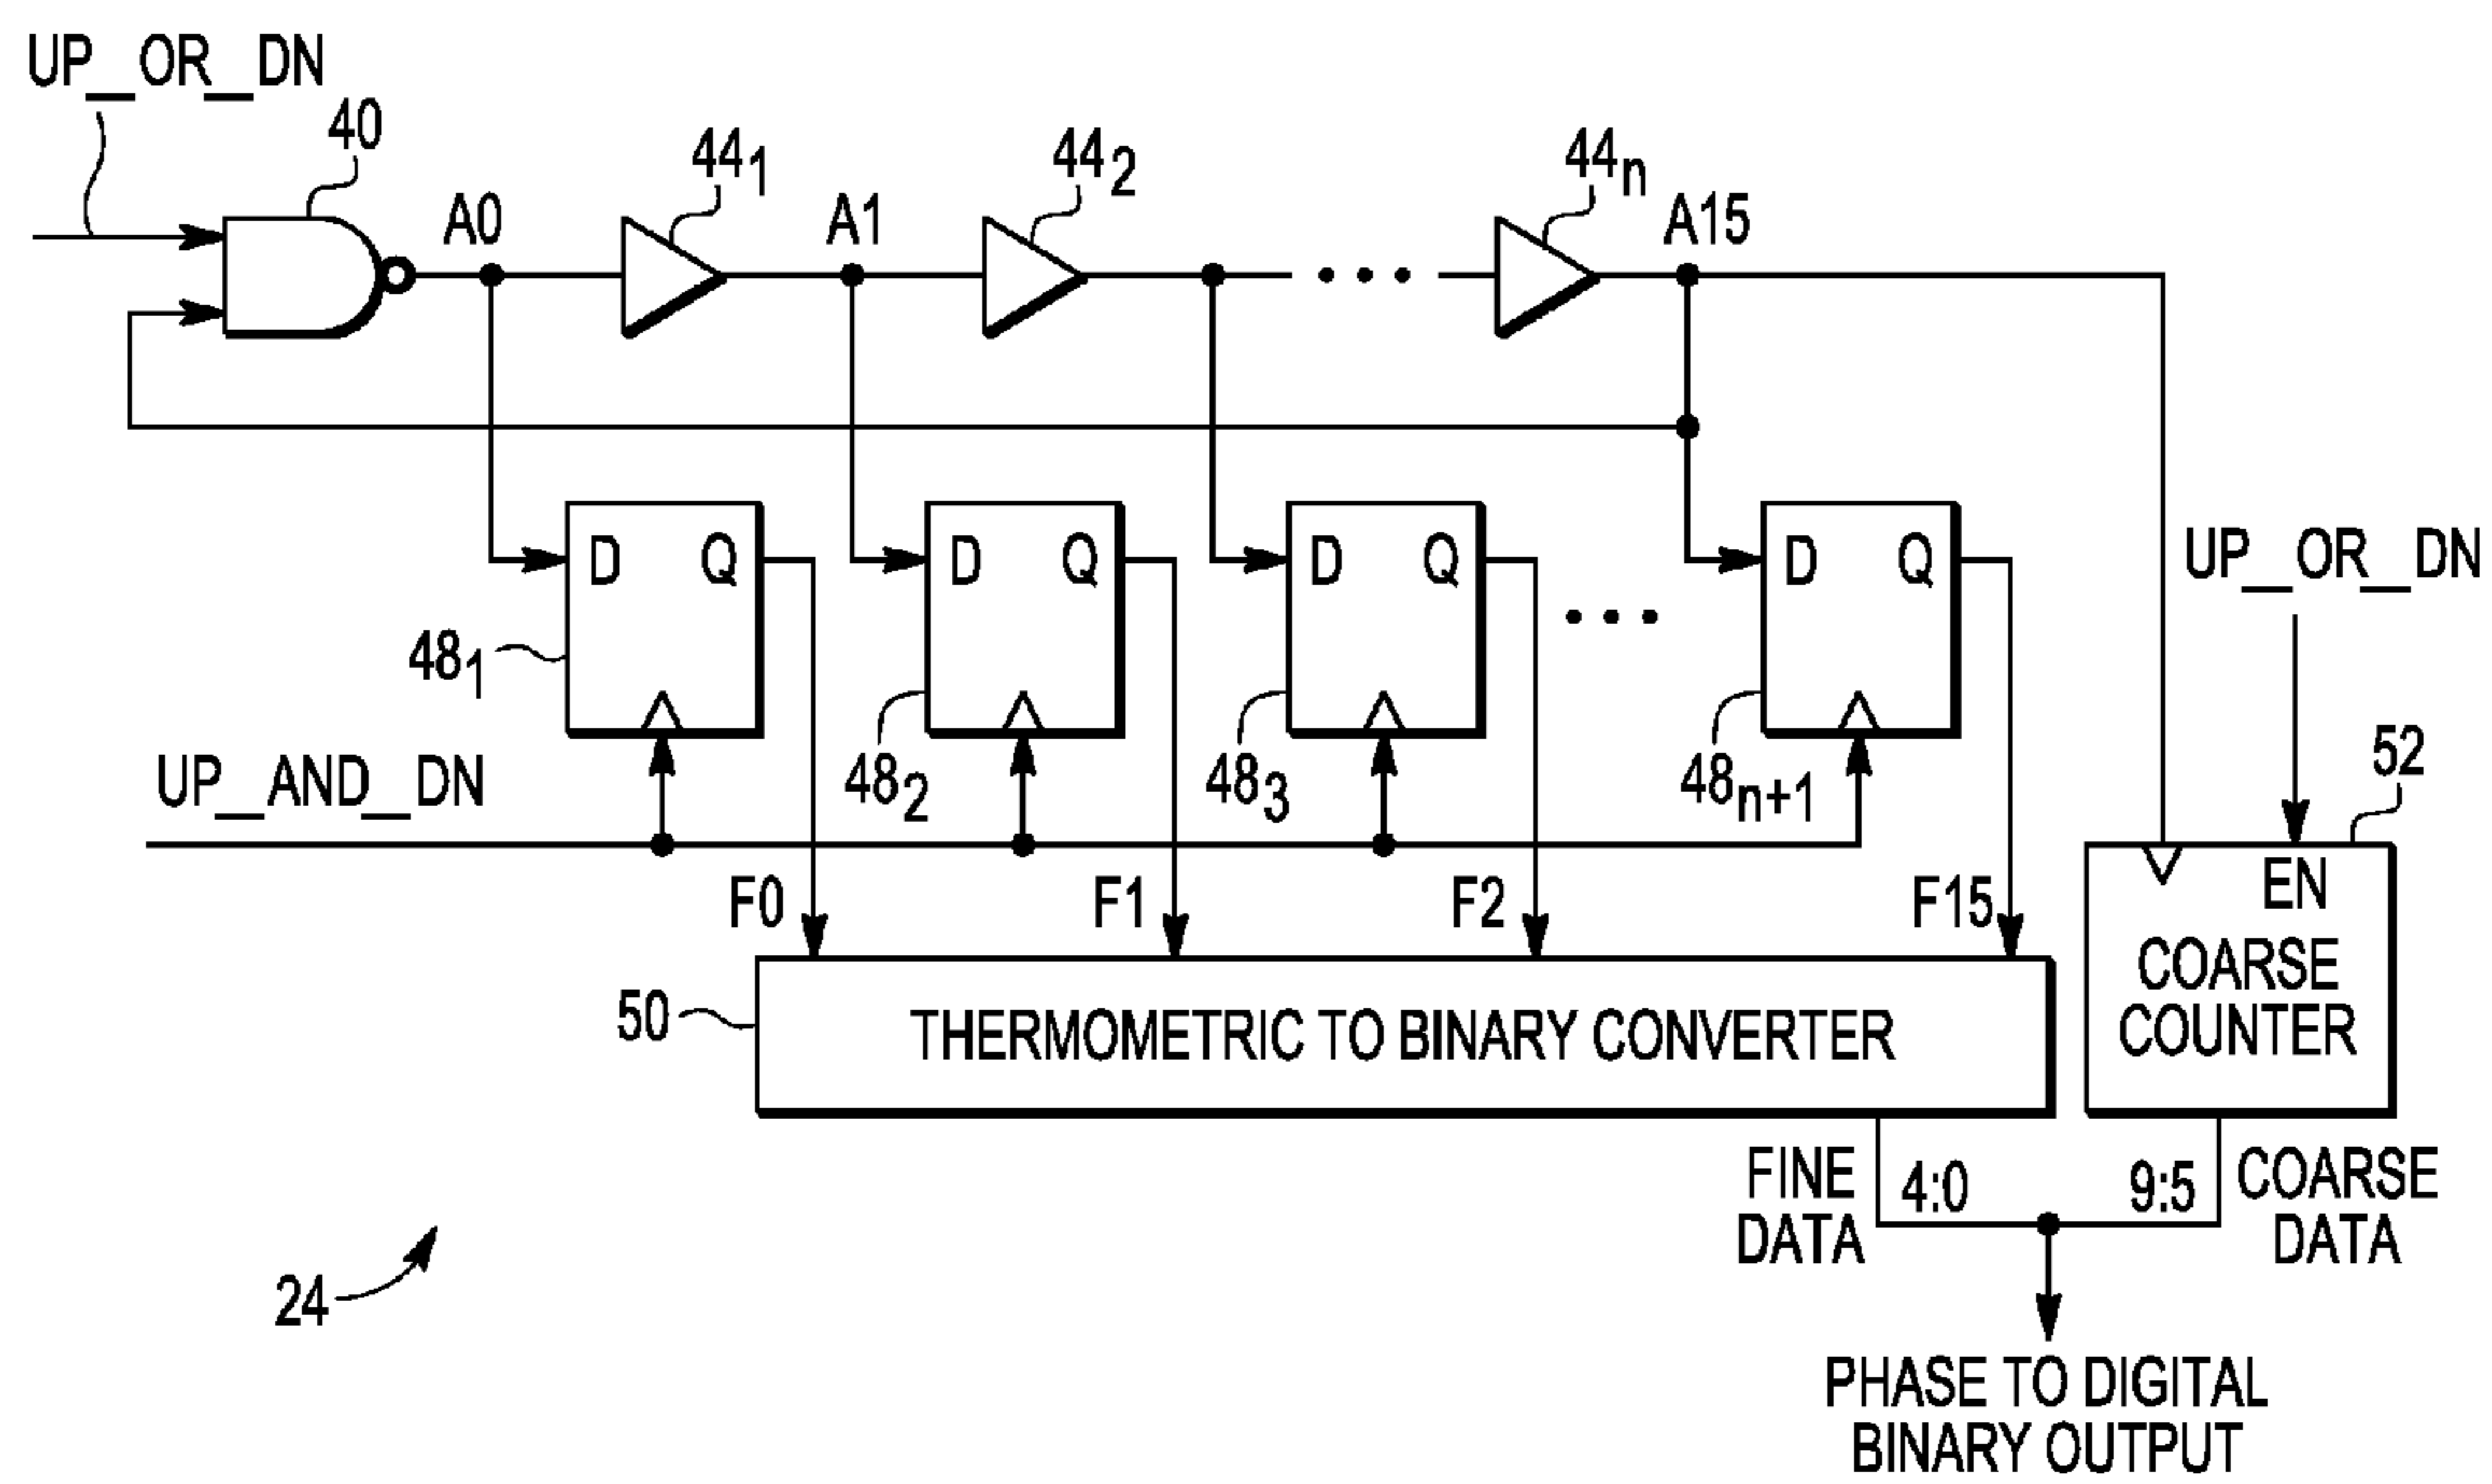 UP_OR_DN
40
44₁
44₂
44ₙ
A0
A1
A15
D Q
D Q
D Q
D Q
UP_OR_DN
48₁
48₂
48₃
48ₙ₊₁
52
UP_AND_DN
F0
F1
F2
F15
EN
COARSE
COUNTER
50
THERMOMETRIC TO BINARY CONVERTER
FINE
DATA
4:0
9:5
COARSE
DATA
24
PHASE TO DIGITAL
BINARY OUTPUT